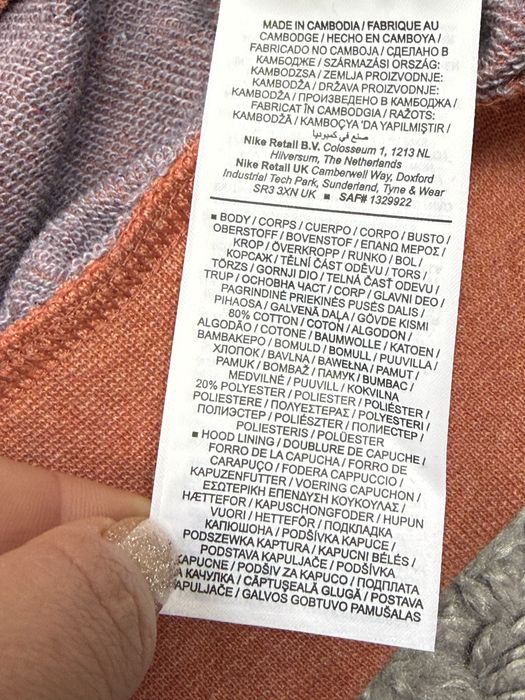 MADE IN CAMBODIA / FABRIQUE AU
CAMBODGE / HECHO EN CAMBOYA /
FABRICADO NO CAMBOJA / СДЕЛАНО В
КАМБОДЖЕ / SZÁRMAZÁSI ORSZÁG:
KAMBODZSA / ZEMLJA PROIZVODNJE:
KAMBODŽA / DRŽAVA PROIZVODNJE:
KAMBODŽA / ПРОИЗВЕДЕНО В КАМБОДЖА /
FABRICAT ÎN CAMBODGIA / RAŽOTS:
KAMBODŽĀ / KAMBOÇYA 'DA YAPILMIŞTIR /
صنع في كمبوديا
Nike Retail B.V. Colosseum 1, 1213 NL
Hilversum, The Netherlands
Nike Retail UK Camberwell Way, Doxford
Industrial Tech Park, Sunderland, Tyne & Wear
SR3 3XN UK ■ SAF# 1329922
■ BODY / CORPS / CUERPO / CORPO / BUSTO /
OBERSTOFF / BOVENSTOF / ΕΠΑΝΩ ΜΕΡΟΣ /
KROP / ÖVERKROPP / RUNKO / BOL /
КОРСАЖ / TĚLNÍ ČÁST ODĚVU / TORS /
TÖRZS / GORNJI DIO / TELNÁ ČASŤ ODEVU /
TRUP / ОСНОВНА ЧАСТ / CORP / GLAVNI DEO /
PAGRINDINĖ PRIEKINĖS PUSĖS DALIS /
PIHAOSA / GALVENĀ DAĻA / GÖVDE KISMI
80% COTTON / COTON / ALGODON /
ALGODÃO / COTONE / BAUMWOLLE / KATOEN /
ΒΑΜΒΑΚΕΡΟ / BOMULD / BOMULL / PUUVILLA /
ХЛОПОК / BAVLNA / BAWEŁNA / PAMUT /
PAMUK / BOMBAŽ / ПАМУК / BUMBAC /
MEDVILNĖ / PUUVILL / KOKVILNA
20% POLYESTER / POLIÉSTER /
POLIESTERE / ΠΟΛΥΕΣΤΕΡΑΣ / POLYESTERI /
ПОЛИЭСТЕР / POLIÉSZTER / ПОЛИЕСТЕР /
POLIESTERIS / POLÜESTER
■ HOOD LINING / DOUBLURE DE CAPUCHE /
FORRO DE LA CAPUCHA / FORRO DE
CARAPUÇO / FODERA CAPPUCCIO /
KAPUZENFUTTER / VOERING CAPUCHON /
ΕΣΩΤΕΡΙΚΗ ΕΠΕΝΔΥΣΗ ΚΟΥΚΟΥΛΑΣ /
HÆTTEFOR / KAPUSCHONGFODER / HUPUN
VUORI / HETTEFÔR / ПОДКЛАДКА
КАПЮШОНА / PODŠÍVKA KAPUCE /
PODSZEWKA KAPTURA / KAPUCNI BÉLÉS /
PODSTAVA KAPULJAČE / PODŠÍVKA
KAPUCNE / PODŠIV ZA KAPUCO / ПОДПЛАТА
А КАЧУЛКА / CĂPTUŞEALĂ GLUGĂ / POSTAVA
APULJAČE / GALVOS GOBTUVO PAMUŠALAS